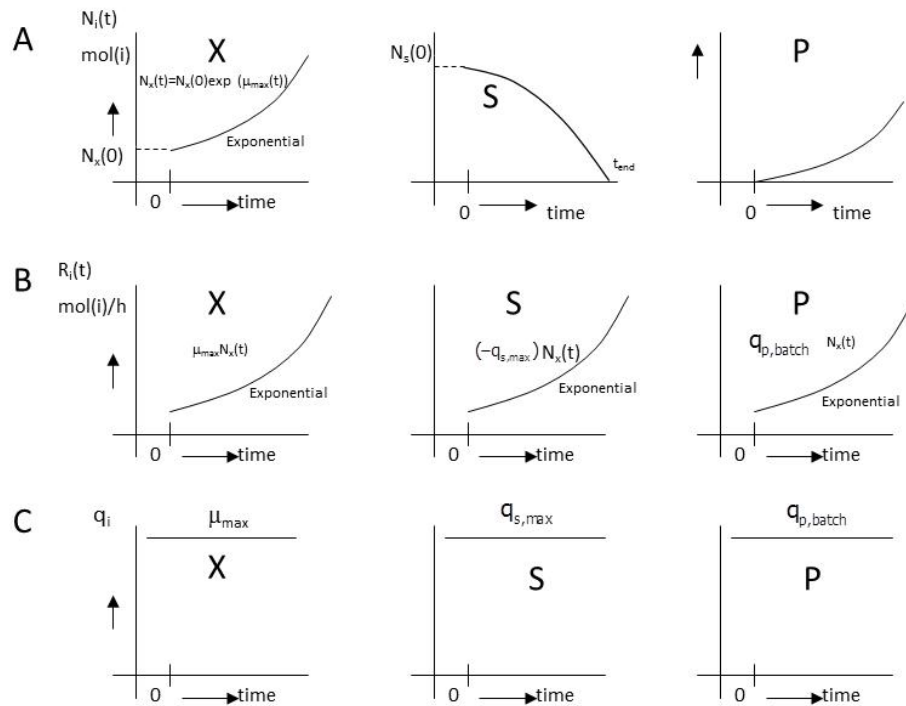 A
N_i(t)
mol(i)
X
N_x(t)=N_x(0)exp (μ_max(t))
Exponential
N_x(0)
0
time
N_s(0)
S
t_end
0
time
P
0
time
B
R_i(t)
mol(i)/h
X
μ_max N_x(t)
Exponential
0
time
S
(−q_s,max) N_x(t)
Exponential
0
time
P
q_p,batch N_x(t)
Exponential
0
time
C
q_i
μ_max
X
0
time
q_s,max
S
0
time
q_p,batch
P
0
time